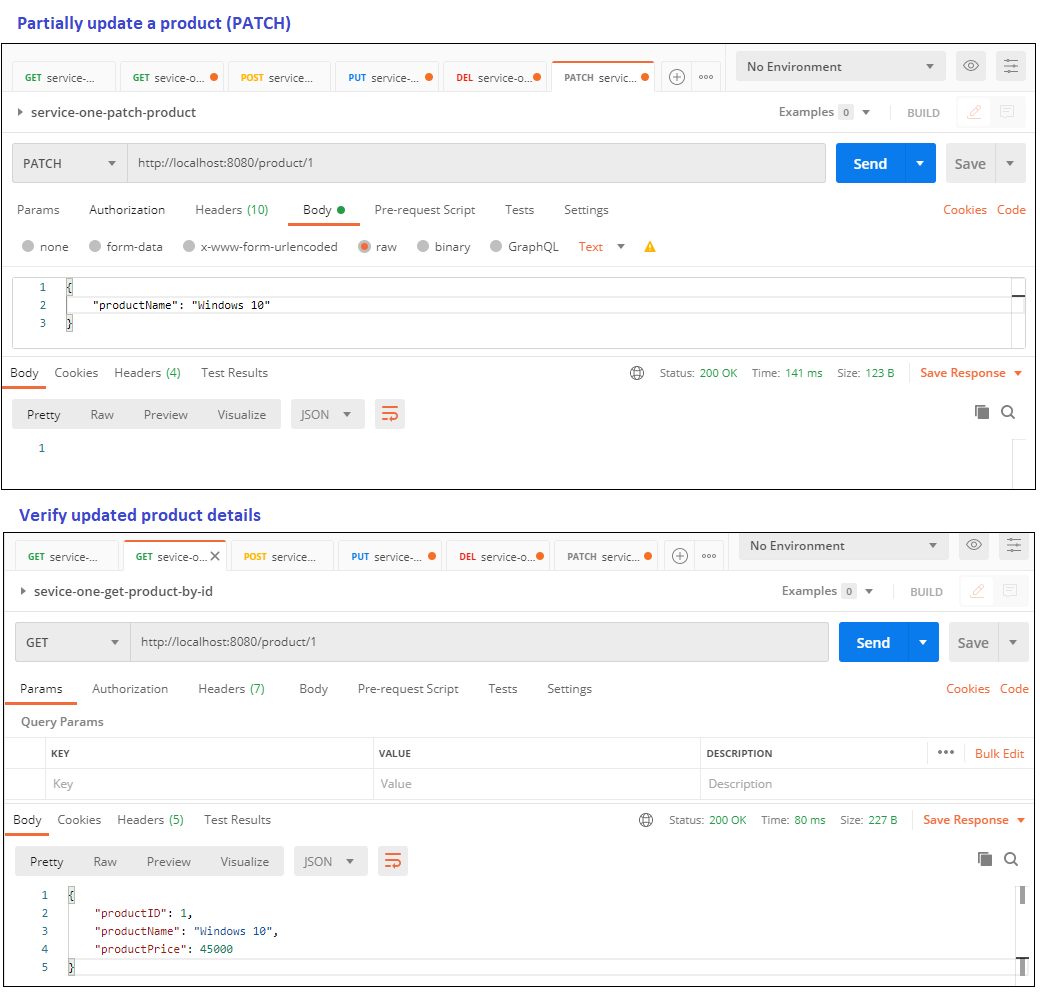 Partially update a product (PATCH)
GET service-... GET sevice-o... POST service... PUT service-... DEL service-o... PATCH servic... No Environment
service-one-patch-product Examples 0 BUILD
PATCH http://localhost:8080/product/1 Send Save
Params Authorization Headers (10) Body Pre-request Script Tests Settings Cookies Code
none form-data x-www-form-urlencoded raw binary GraphQL Text
1 {
2 "productName": "Windows 10"
3 }
Body Cookies Headers (4) Test Results Status: 200 OK Time: 141 ms Size: 123 B Save Response
Pretty Raw Preview Visualize JSON
1
Verify updated product details
GET service-... GET sevice-o... POST service... PUT service-... DEL service-o... PATCH servic... No Environment
sevice-one-get-product-by-id Examples 0 BUILD
GET http://localhost:8080/product/1 Send Save
Params Authorization Headers (7) Body Pre-request Script Tests Settings Cookies Code
Query Params
KEY VALUE DESCRIPTION Bulk Edit
Key Value Description
Body Cookies Headers (5) Test Results Status: 200 OK Time: 80 ms Size: 227 B Save Response
Pretty Raw Preview Visualize JSON
1 {
2 "productID": 1,
3 "productName": "Windows 10",
4 "productPrice": 45000
5 }